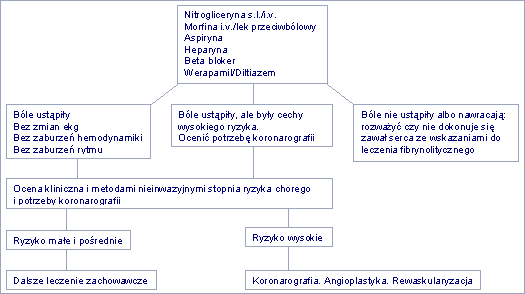 Nitrogliceryna s.l./i.v.
Morfina i.v./lek przeciwbólowy
Aspiryna
Heparyna
Beta bloker
Werapamil/Diltiazem
Bóle ustąpiły
Bez zmian ekg
Bez zaburzeń hemodynamiki
Bez zaburzeń rytmu
Bóle ustąpiły, ale były cechy
wysokiego ryzyka.
Ocenić potrzebę koronarografii
Bóle nie ustąpiły albo nawracają:
rozważyć czy nie dokonuje się
zawał serca ze wskazaniami do
leczenia fibrynolitycznego
Ocena kliniczna i metodami nieinwazyjnymi stopnia ryzyka chorego
i potrzeby koronarografii
Ryzyko małe i pośrednie
Ryzyko wysokie
Dalsze leczenie zachowawcze
Koronarografia. Angioplastyka. Rewaskularyzacja